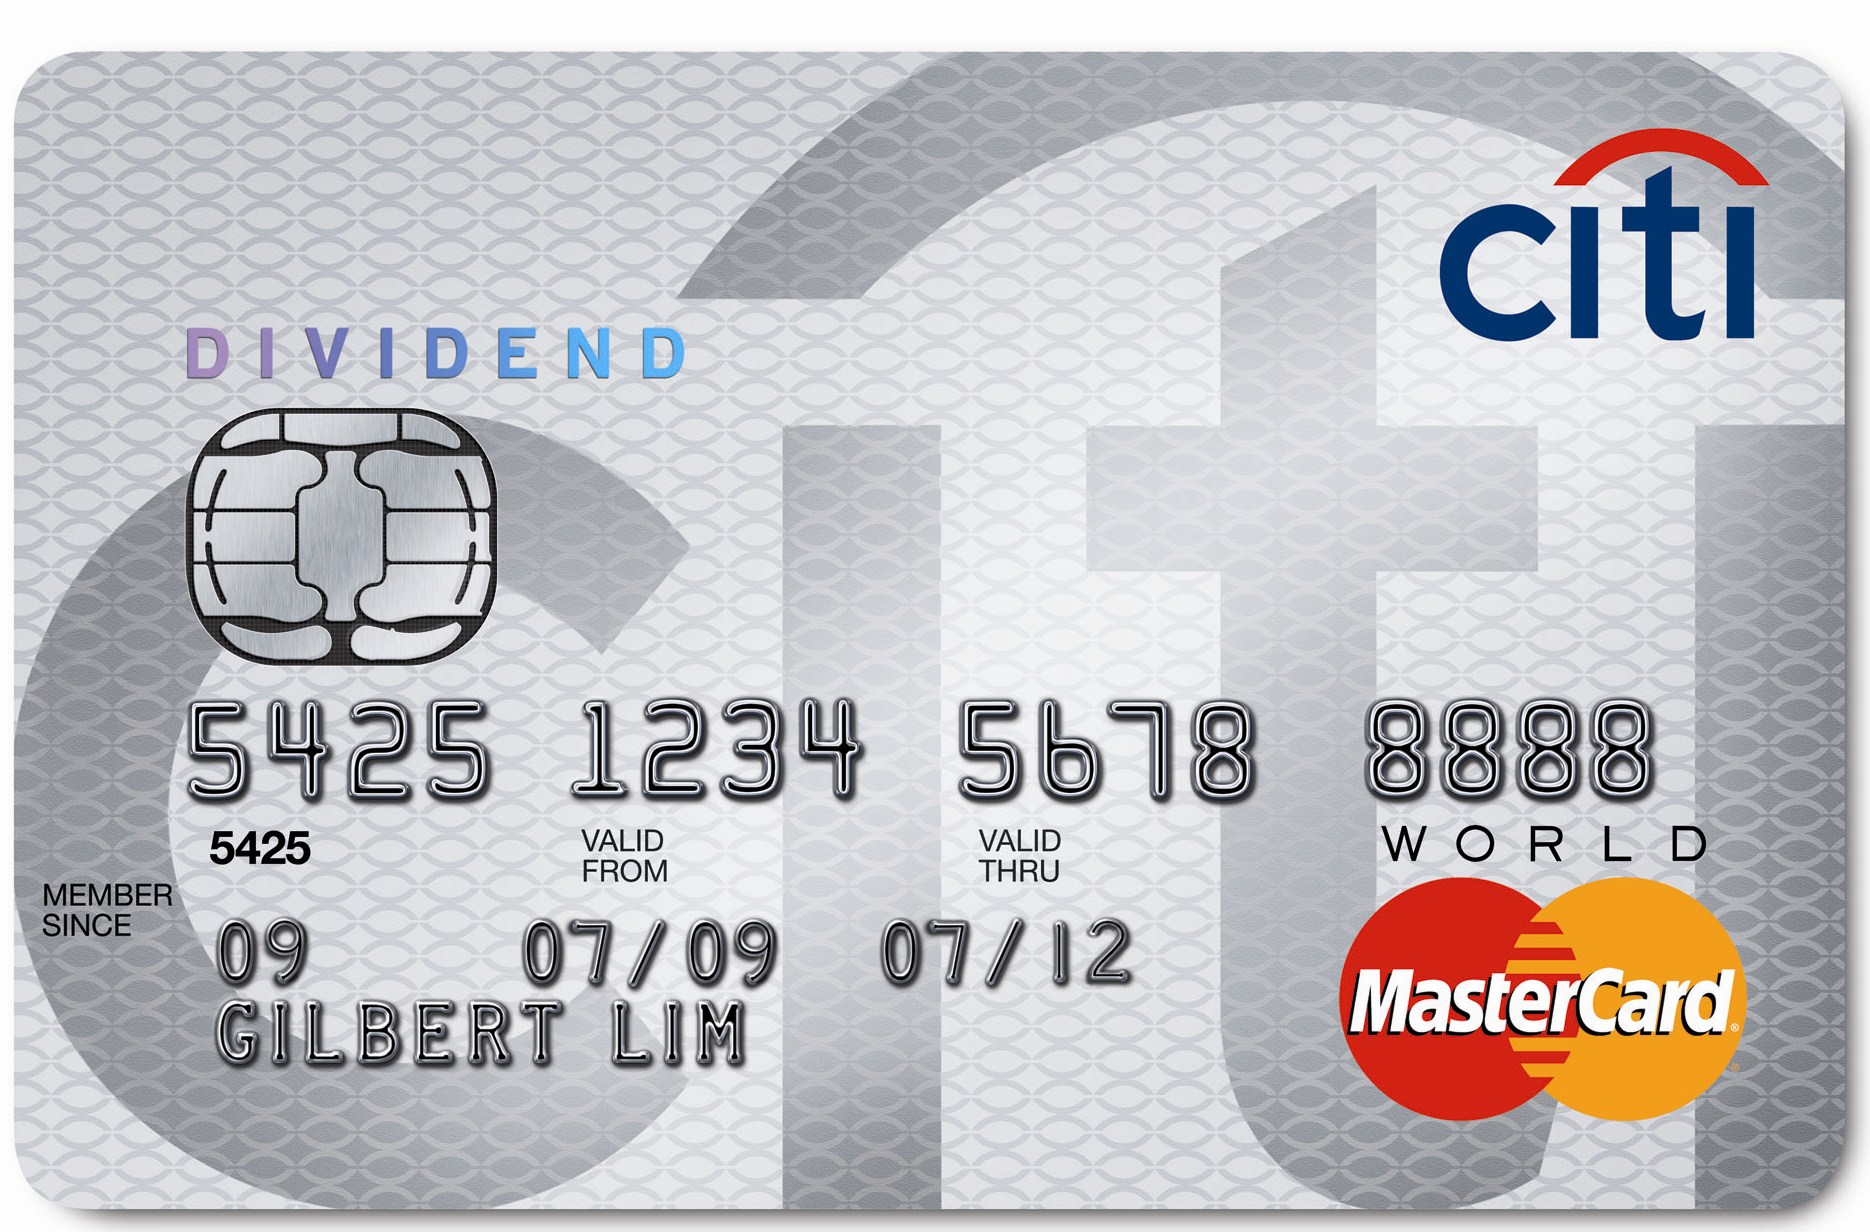 citi
DIVIDEND
5425 1234 5678 8888
5425
VALID FROM
VALID THRU
WORLD
MEMBER SINCE
09 07/09 07/12
GILBERT LIM
MasterCard®